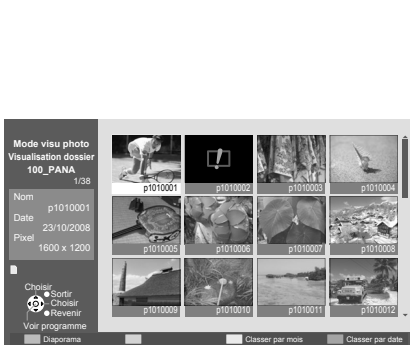 Mode visu photo
Visualisation dossier
100_PANA
1/38
Nom
p1010001
Date
23/10/2008
Pixel
1600 x 1200
Choisir
Sortir
Choisir
Revenir
Voir programme
p1010001
p1010002
p1010003
p1010004
p1010005
p1010006
p1010007
p1010008
p1010009
p1010010
p1010011
p1010012
Diaporama
Classer par mois
Classer par date